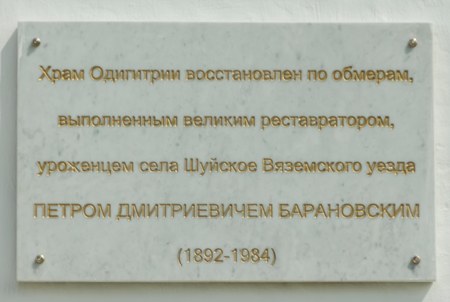 Храм Одигитрии восстановлен по обмерам,
выполненным великим реставратором,
уроженцем села Шуйское Вяземского уезда
ПЕТРОМ ДМИТРИЕВИЧЕМ БАРАНОВСКИМ
(1892-1984)